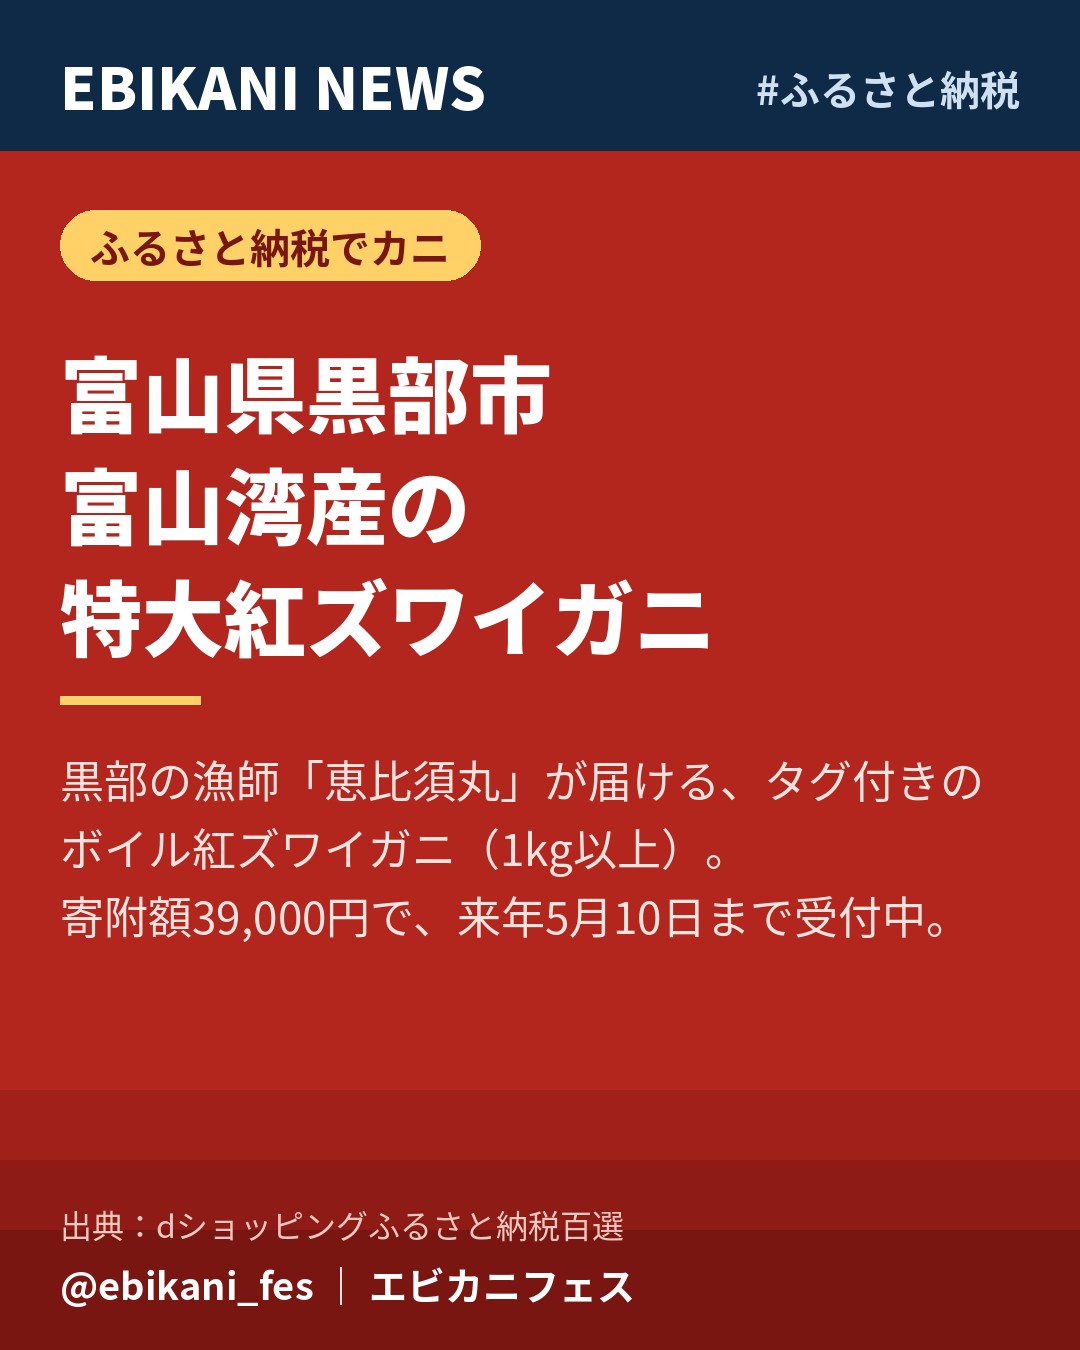 EBIKANI NEWS
#ふるさと納税
ふるさと納税でカニ
富山県黒部市
富山湾産の
特大紅ズワイガニ
黒部の漁師「恵比須丸」が届ける、タグ付きの
ボイル紅ズワイガニ（1kg以上）。
寄附額39,000円で、来年5月10日まで受付中。
出典：dショッピングふるさと納税百選
@ebikani_fes ｜ エビカニフェス